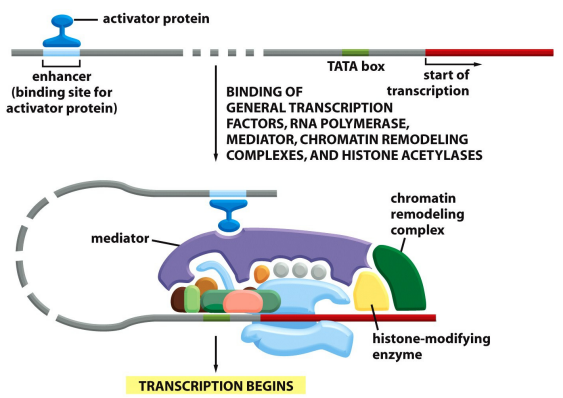 activator protein
enhancer
(binding site for
activator protein)
TATA box
start of
transcription
BINDING OF
GENERAL TRANSCRIPTION
FACTORS, RNA POLYMERASE,
MEDIATOR, CHROMATIN REMODELING
COMPLEXES, AND HISTONE ACETYLASES
chromatin
remodeling
complex
mediator
histone-modifying
enzyme
TRANSCRIPTION BEGINS